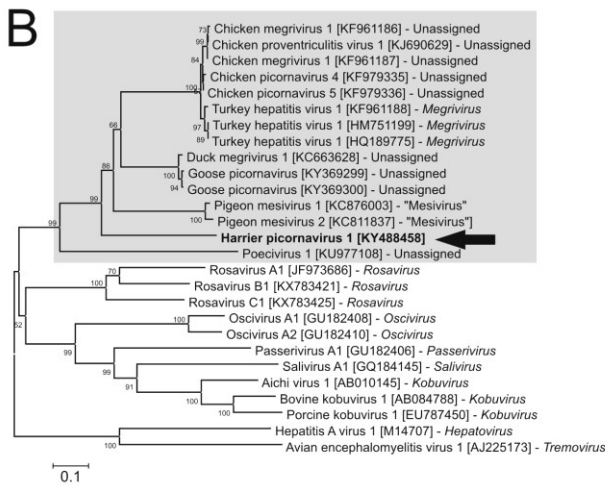 B
Chicken megrivirus 1 [KF961186] - Unassigned
Chicken proventriculitis virus 1 [KJ690629] - Unassigned
Chicken megrivirus 1 [KF961187] - Unassigned
Chicken picornavirus 4 [KF979335] - Unassigned
Chicken picornavirus 5 [KF979336] - Unassigned
Turkey hepatitis virus 1 [KF961188] - Megrivirus
Turkey hepatitis virus 1 [HM751199] - Megrivirus
Turkey hepatitis virus 1 [HQ189775] - Megrivirus
Duck megrivirus 1 [KC663628] - Unassigned
Goose picornavirus [KY369299] - Unassigned
Goose picornavirus [KY369300] - Unassigned
Pigeon mesivirus 1 [KC876003] - "Mesivirus"
Pigeon mesivirus 2 [KC811837] - "Mesivirus"]
Harrier picornavirus 1 [KY488458]
Poecivirus 1 [KU977108] - Unassigned
Rosavirus A1 [JF973686] - Rosavirus
Rosavirus B1 [KX783421] - Rosavirus
Rosavirus C1 [KX783425] - Rosavirus
Oscivirus A1 [GU182408] - Oscivirus
Oscivirus A2 [GU182410] - Oscivirus
Passerivirus A1 [GU182406] - Passerivirus
Salivirus A1 [GQ184145] - Salivirus
Aichi virus 1 [AB010145] - Kobuvirus
Bovine kobuvirus 1 [AB084788] - Kobuvirus
Porcine kobuvirus 1 [EU787450] - Kobuvirus
Hepatitis A virus 1 [M14707] - Hepatovirus
Avian encephalomyelitis virus 1 [AJ225173] - Tremovirus
73
99
84
100
97
89
66
100
94
86
100
99
99
70
100
52
100
99
99
91
100
100
100
0.1